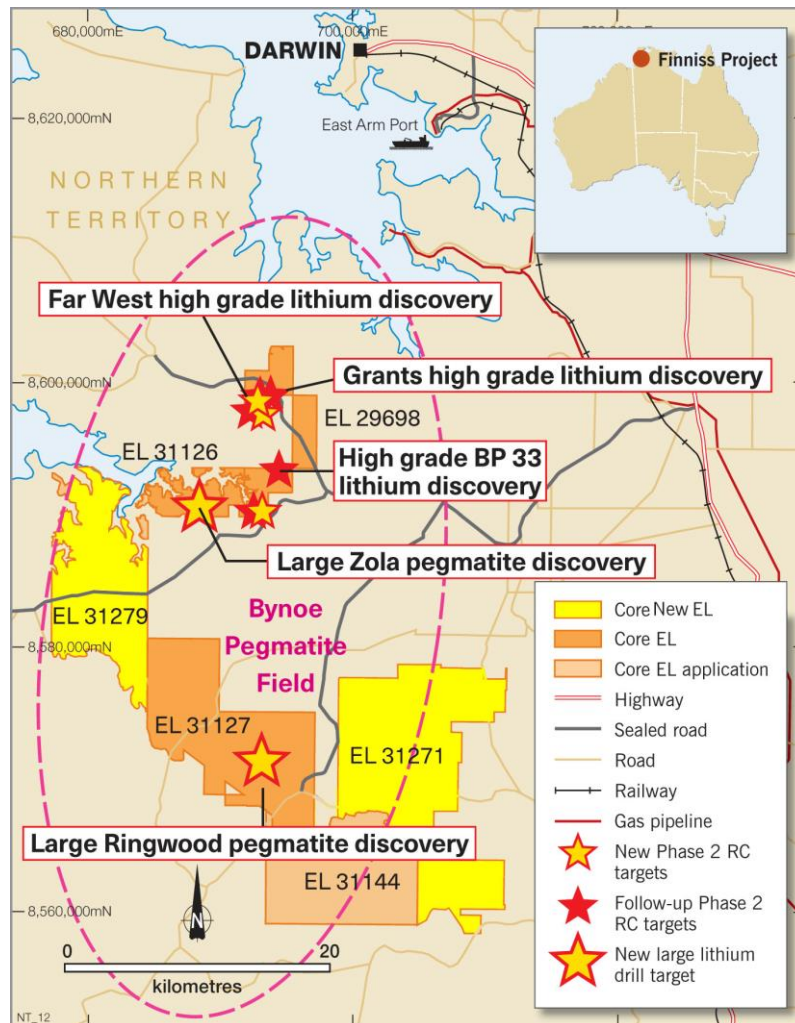 680,000mE
700,000mE
DARWIN
Finniss Project
8,620,000mN
East Arm Port
NORTHERN
TERRITORY
Far West high grade lithium discovery
8,600,000mN
Grants high grade lithium discovery
EL 29698
EL 31126
High grade BP 33
lithium discovery
Large Zola pegmatite discovery
EL 31279
Bynoe
Pegmatite
Field
8,580,000mN
EL 31127
EL 31271
Large Ringwood pegmatite discovery
EL 31144
8,560,000mN
N
0
20
kilometres
NT_12
Core New EL
Core EL
Core EL application
Highway
Sealed road
Road
Railway
Gas pipeline
New Phase 2 RC
targets
Follow-up Phase 2
RC targets
New large lithium
drill target